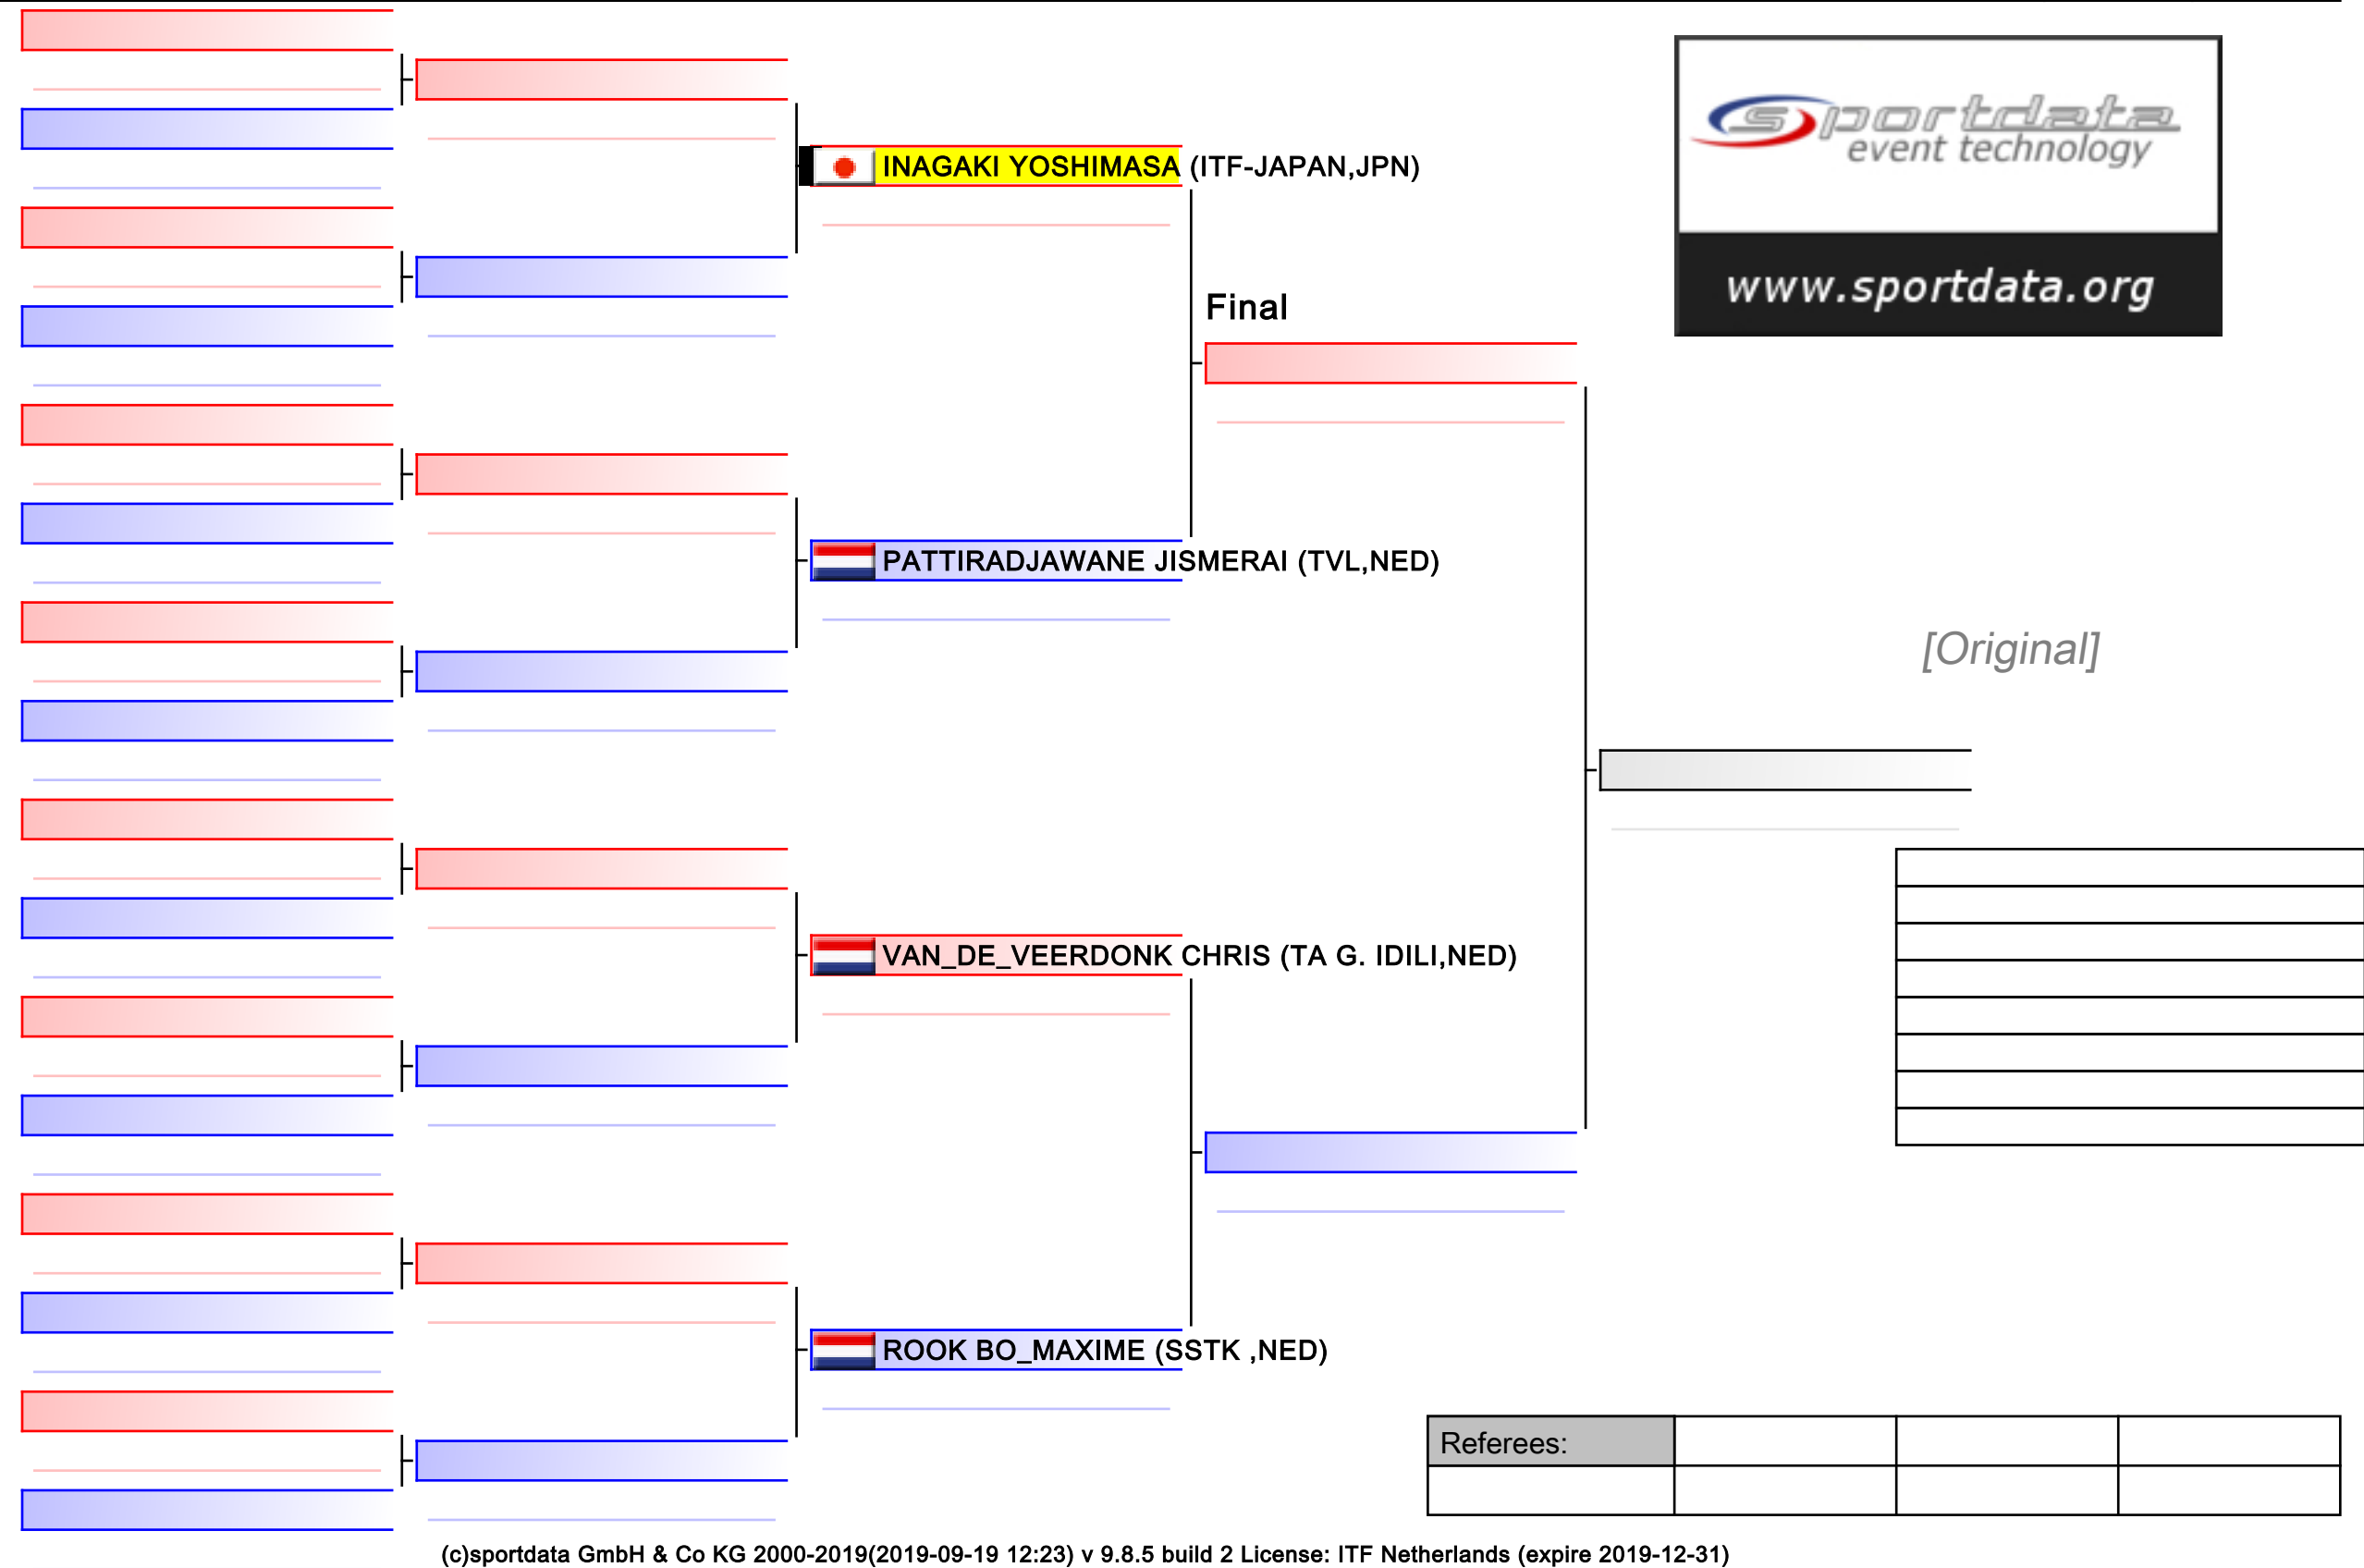 sportdata
event technology
www.sportdata.org
INAGAKI YOSHIMASA (ITF-JAPAN,JPN)
Final
PATTIRADJAWANE JISMERAI (TVL,NED)
[Original]
VAN_DE_VEERDONK CHRIS (TA G. IDILI,NED)
ROOK BO_MAXIME (SSTK ,NED)
Referees:
(c)sportdata GmbH & Co KG 2000-2019(2019-09-19 12:23) v 9.8.5 build 2 License: ITF Netherlands (expire 2019-12-31)